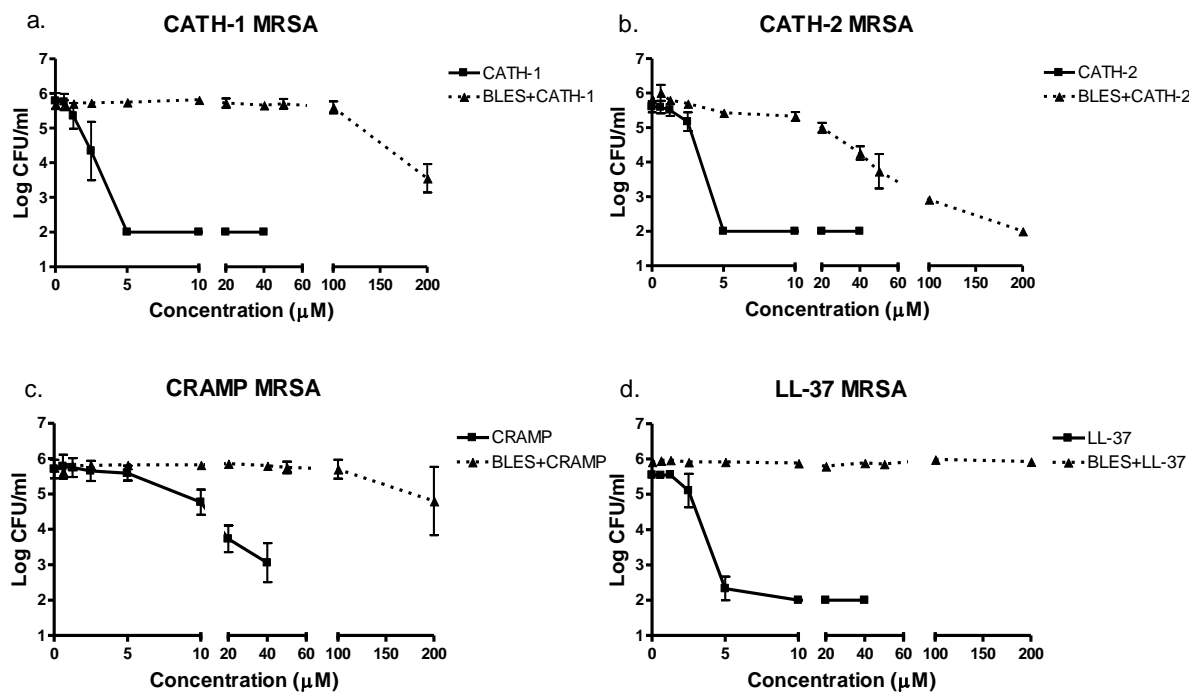 a.
CATH-1 MRSA
7
6
5
4
3
2
1
Log CFU/ml
0 5 10 20 40 60 100 150 200
Concentration (μM)
CATH-1
BLES+CATH-1
b.
CATH-2 MRSA
7
6
5
4
3
2
1
Log CFU/ml
0 5 10 20 40 60 100 150 200
Concentration (μM)
CATH-2
BLES+CATH-2
c.
CRAMP MRSA
7
6
5
4
3
2
1
Log CFU/ml
0 5 10 20 40 60 100 150 200
Concentration (μM)
CRAMP
BLES+CRAMP
d.
LL-37 MRSA
7
6
5
4
3
2
1
Log CFU/ml
0 5 10 20 40 60 100 150 200
Concentration (μM)
LL-37
BLES+LL-37